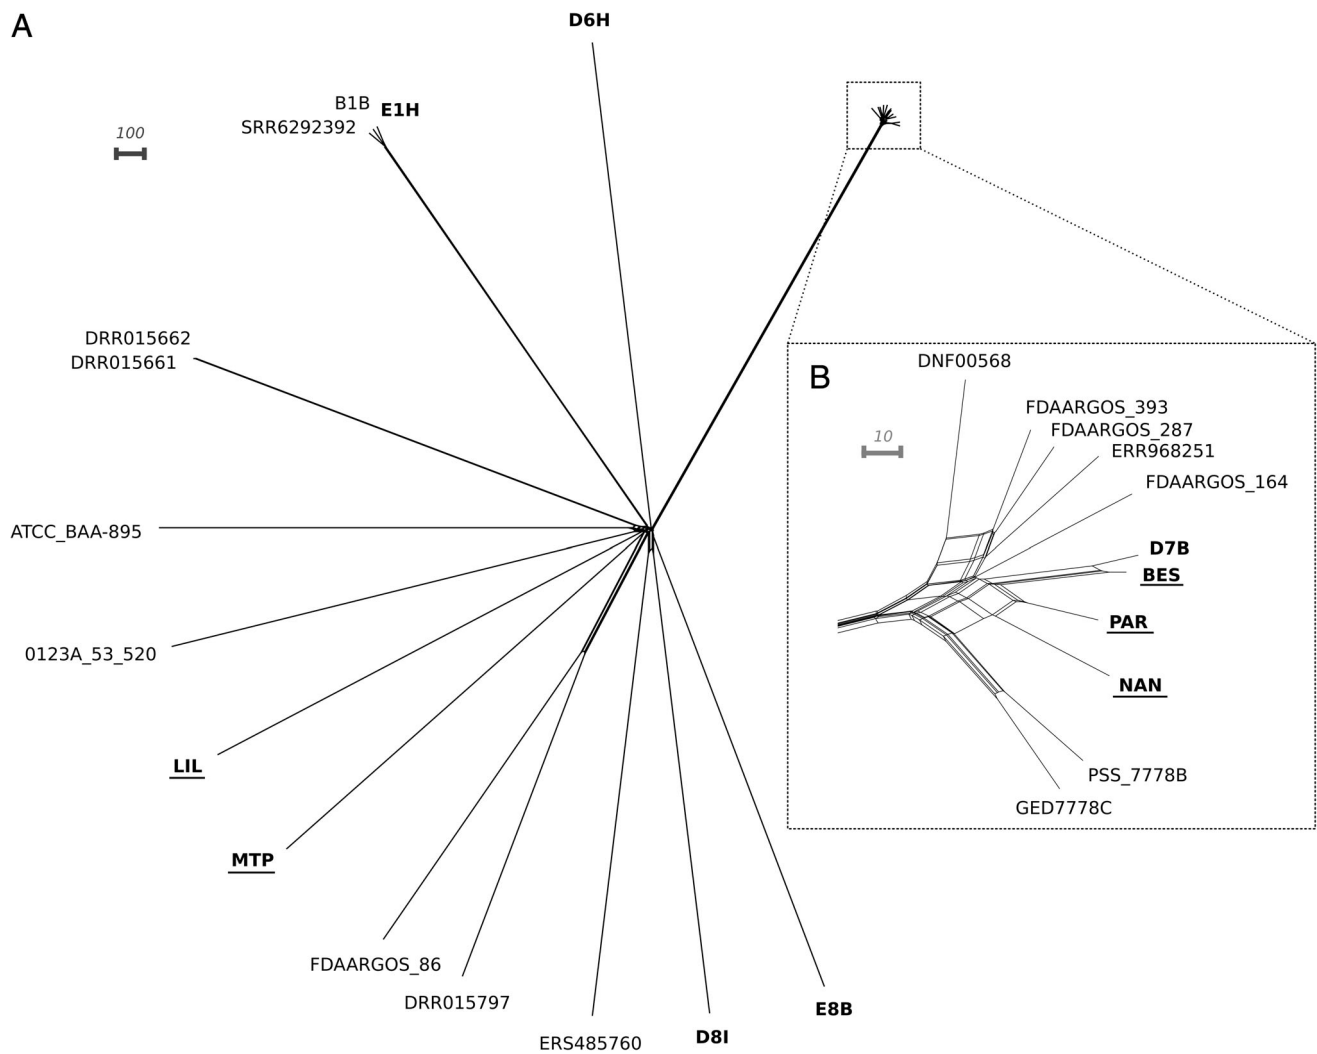 A
D6H
B1B
E1H
SRR6292392
100
DRR015662
DRR015661
ATCC_BAA-895
0123A_53_520
LIL
MTP
FDAARGOS_86
DRR015797
ERS485760
D8I
E8B
B
DNF00568
10
FDAARGOS_393
FDAARGOS_287
ERR968251
FDAARGOS_164
D7B
BES
PAR
NAN
PSS_7778B
GED7778C